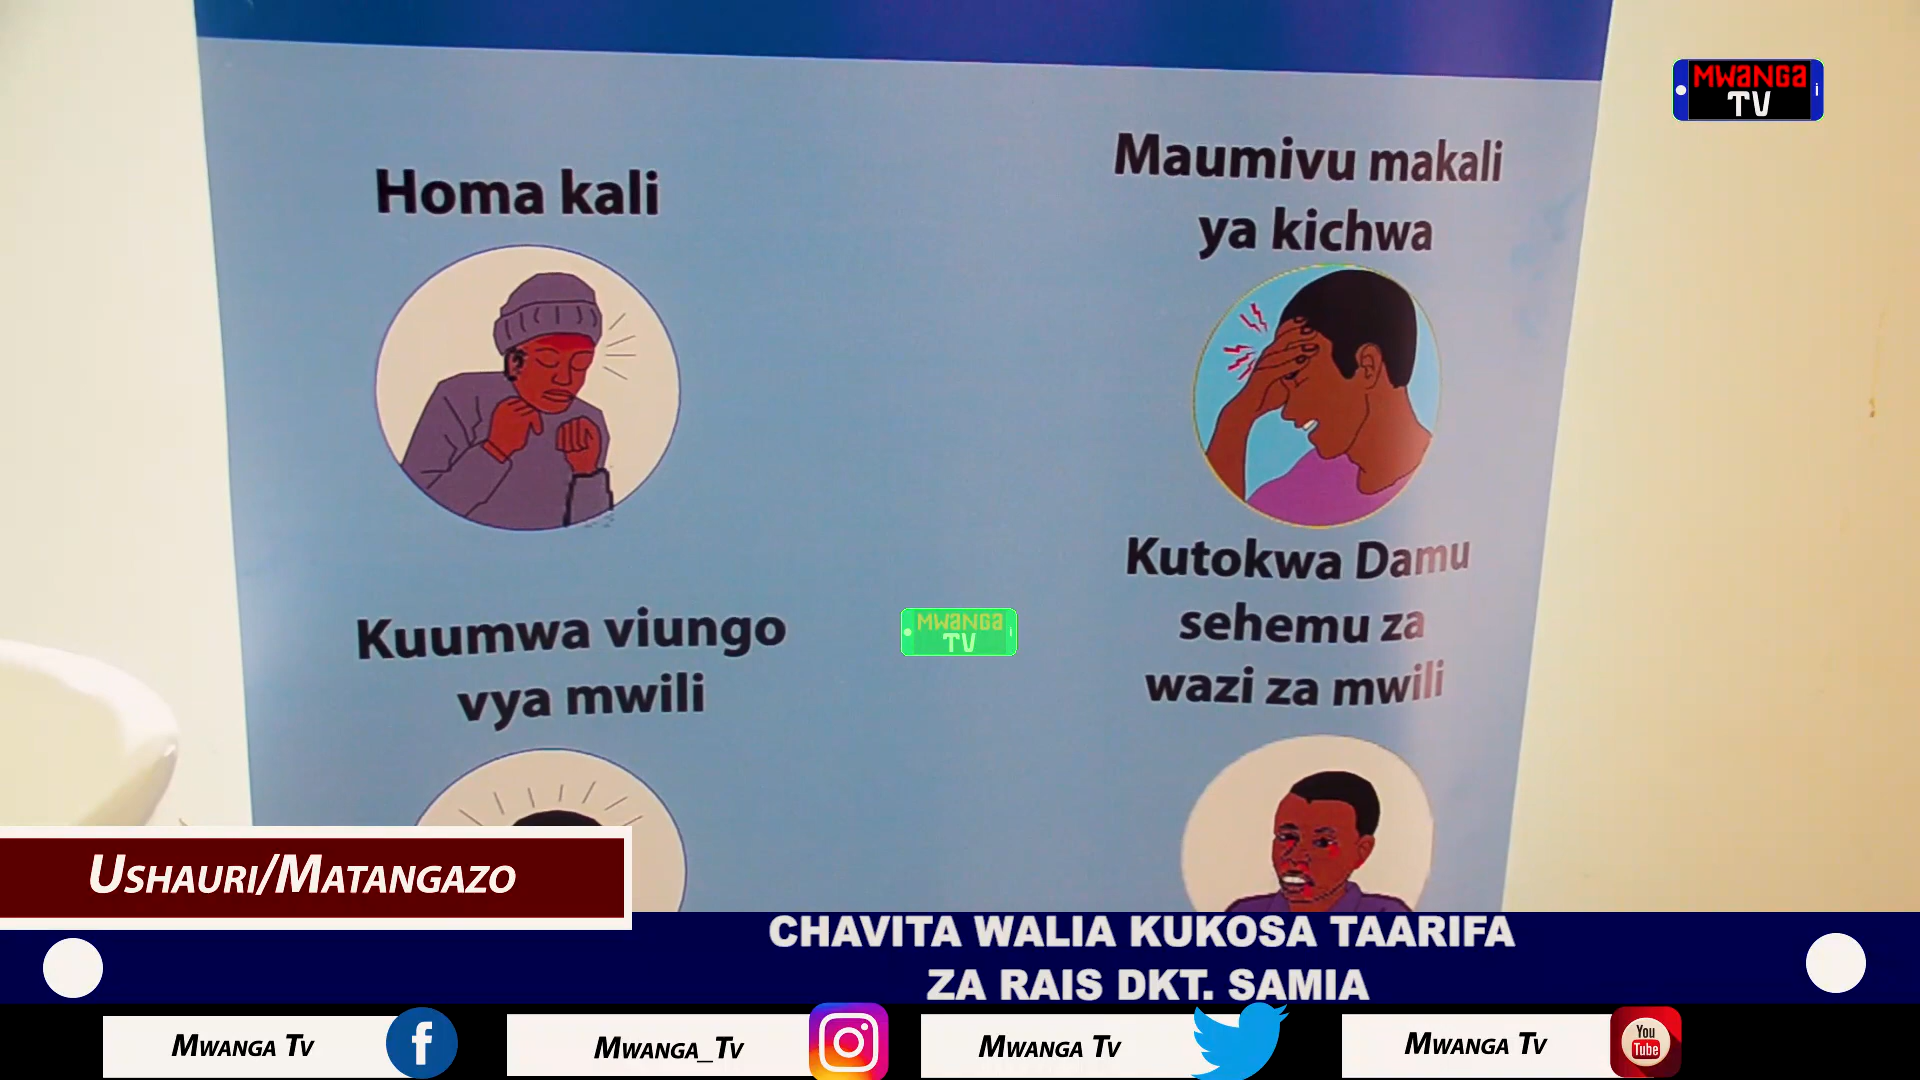 MWANGA
TV
Homa kali
Maumivu makali
ya kichwa
Kuumwa viungo
vya mwili
Kutokwa Damu
sehemu za
wazi za mwili
MWANGA
TV
USHAURI/MATANGAZO
CHAVITA WALIA KUKOSA TAARIFA
ZA RAIS DKT. SAMIA
MWANGA TV
f
MWANGA_TV
MWANGA TV
MWANGA TV
You
Tube